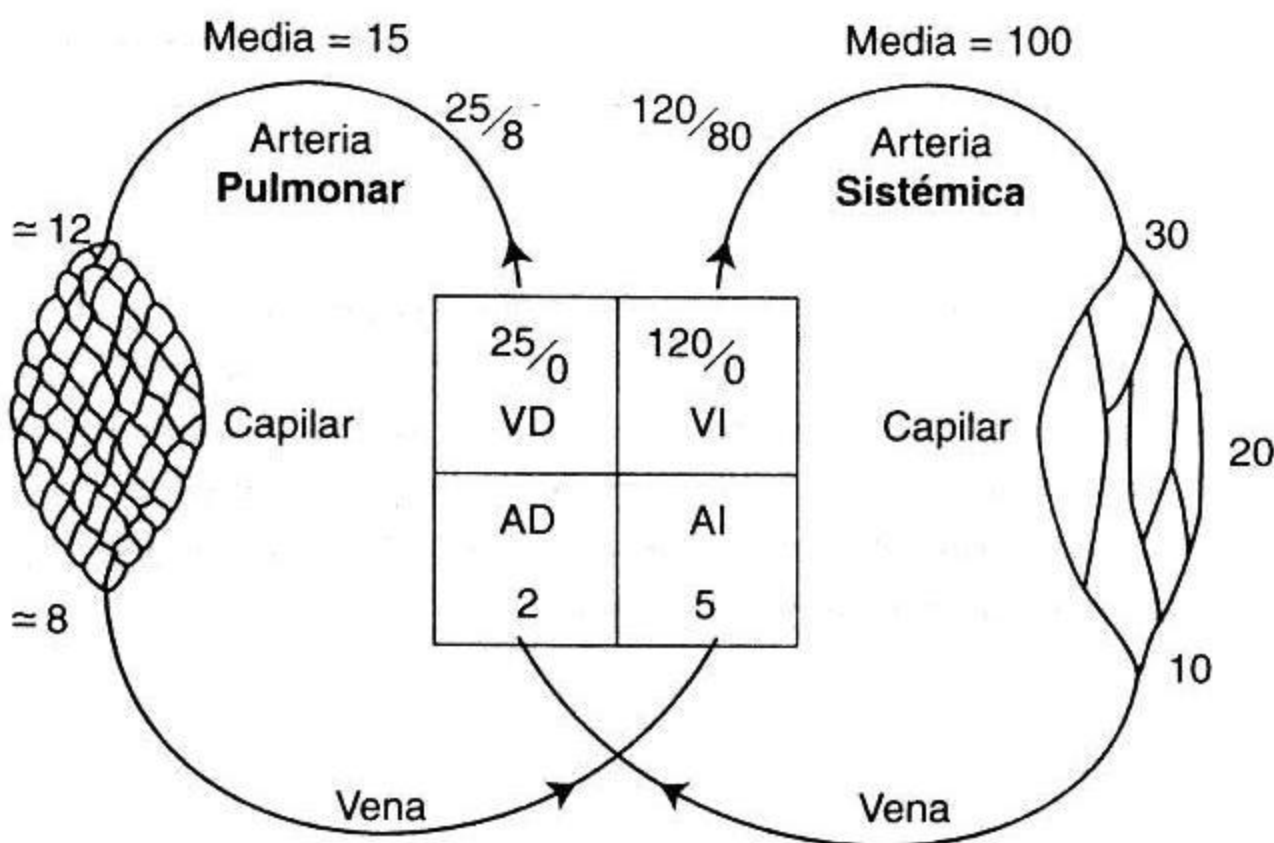 Media = 15
Media = 100
25/8
120/80
Arteria
Pulmonar
Arteria
Sistémica
≃ 12
30
25/0
120/0
Capilar
VD
VI
Capilar
20
AD
AI
≃ 8
2
5
10
Vena
Vena